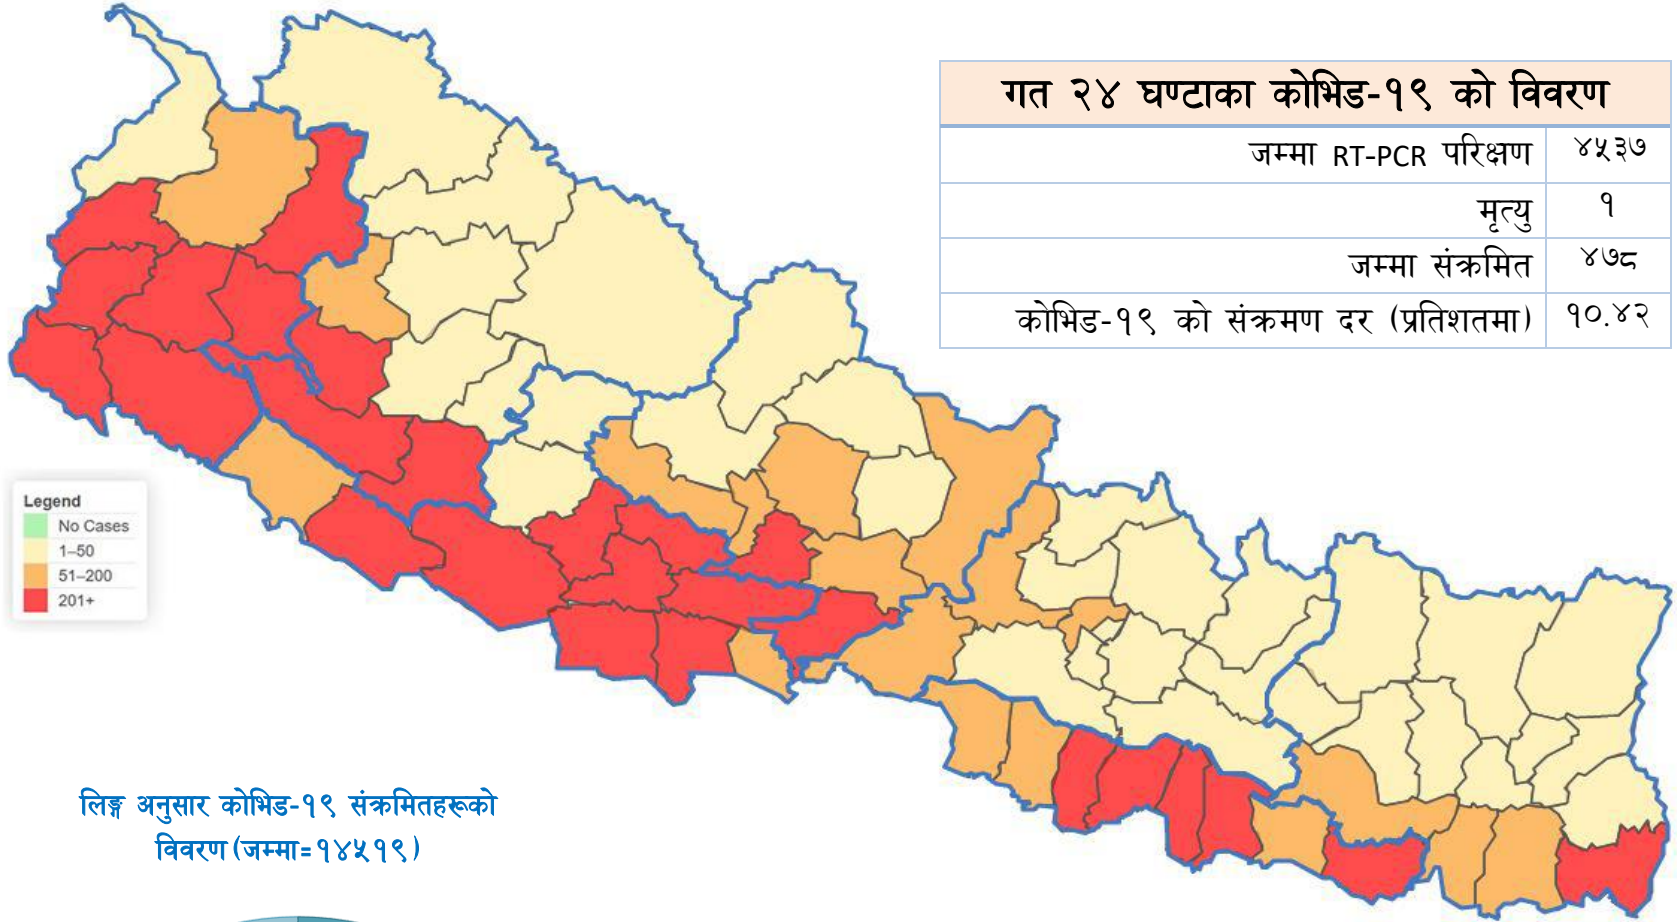 गत २४ घण्टाका कोभिड-१९ को विवरण
जम्मा RT-PCR परिक्षण ४५३७
मृत्यु १
जम्मा संक्रमित ४७८
कोभिड-१९ को संक्रमण दर (प्रतिशतमा) १०.४२
Legend
No Cases
1–50
51–200
201+
लिङ्ग अनुसार कोभिड-१९ संक्रमितहरूको
विवरण (जम्मा=१४५१९)